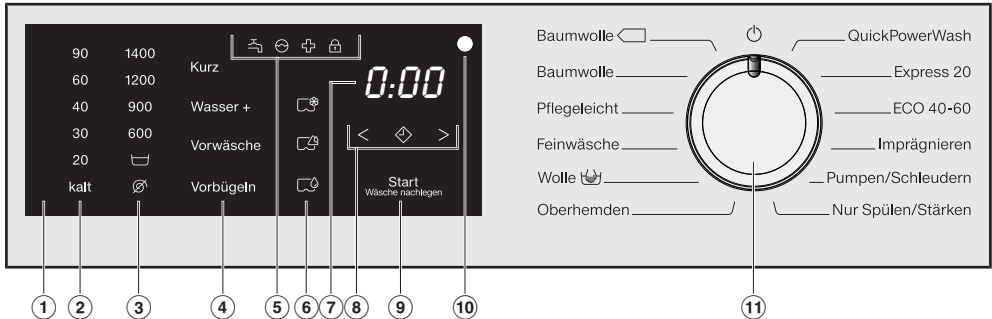 90 1400
60 1200
40 900
30 600
20
kalt
Kurz
Wasser +
Vorwäsche
Vorbügeln
0:00
< >
Start
Wäsche nachlegen
Baumwolle
Baumwolle
Pflegeleicht
Feinwäsche
Wolle
Oberhemden
QuickPowerWash
Express 20
ECO 40-60
Imprägnieren
Pumpen/Schleudern
Nur Spülen/Stärken
1 2 3 4 5 6 7 8 9 10 11